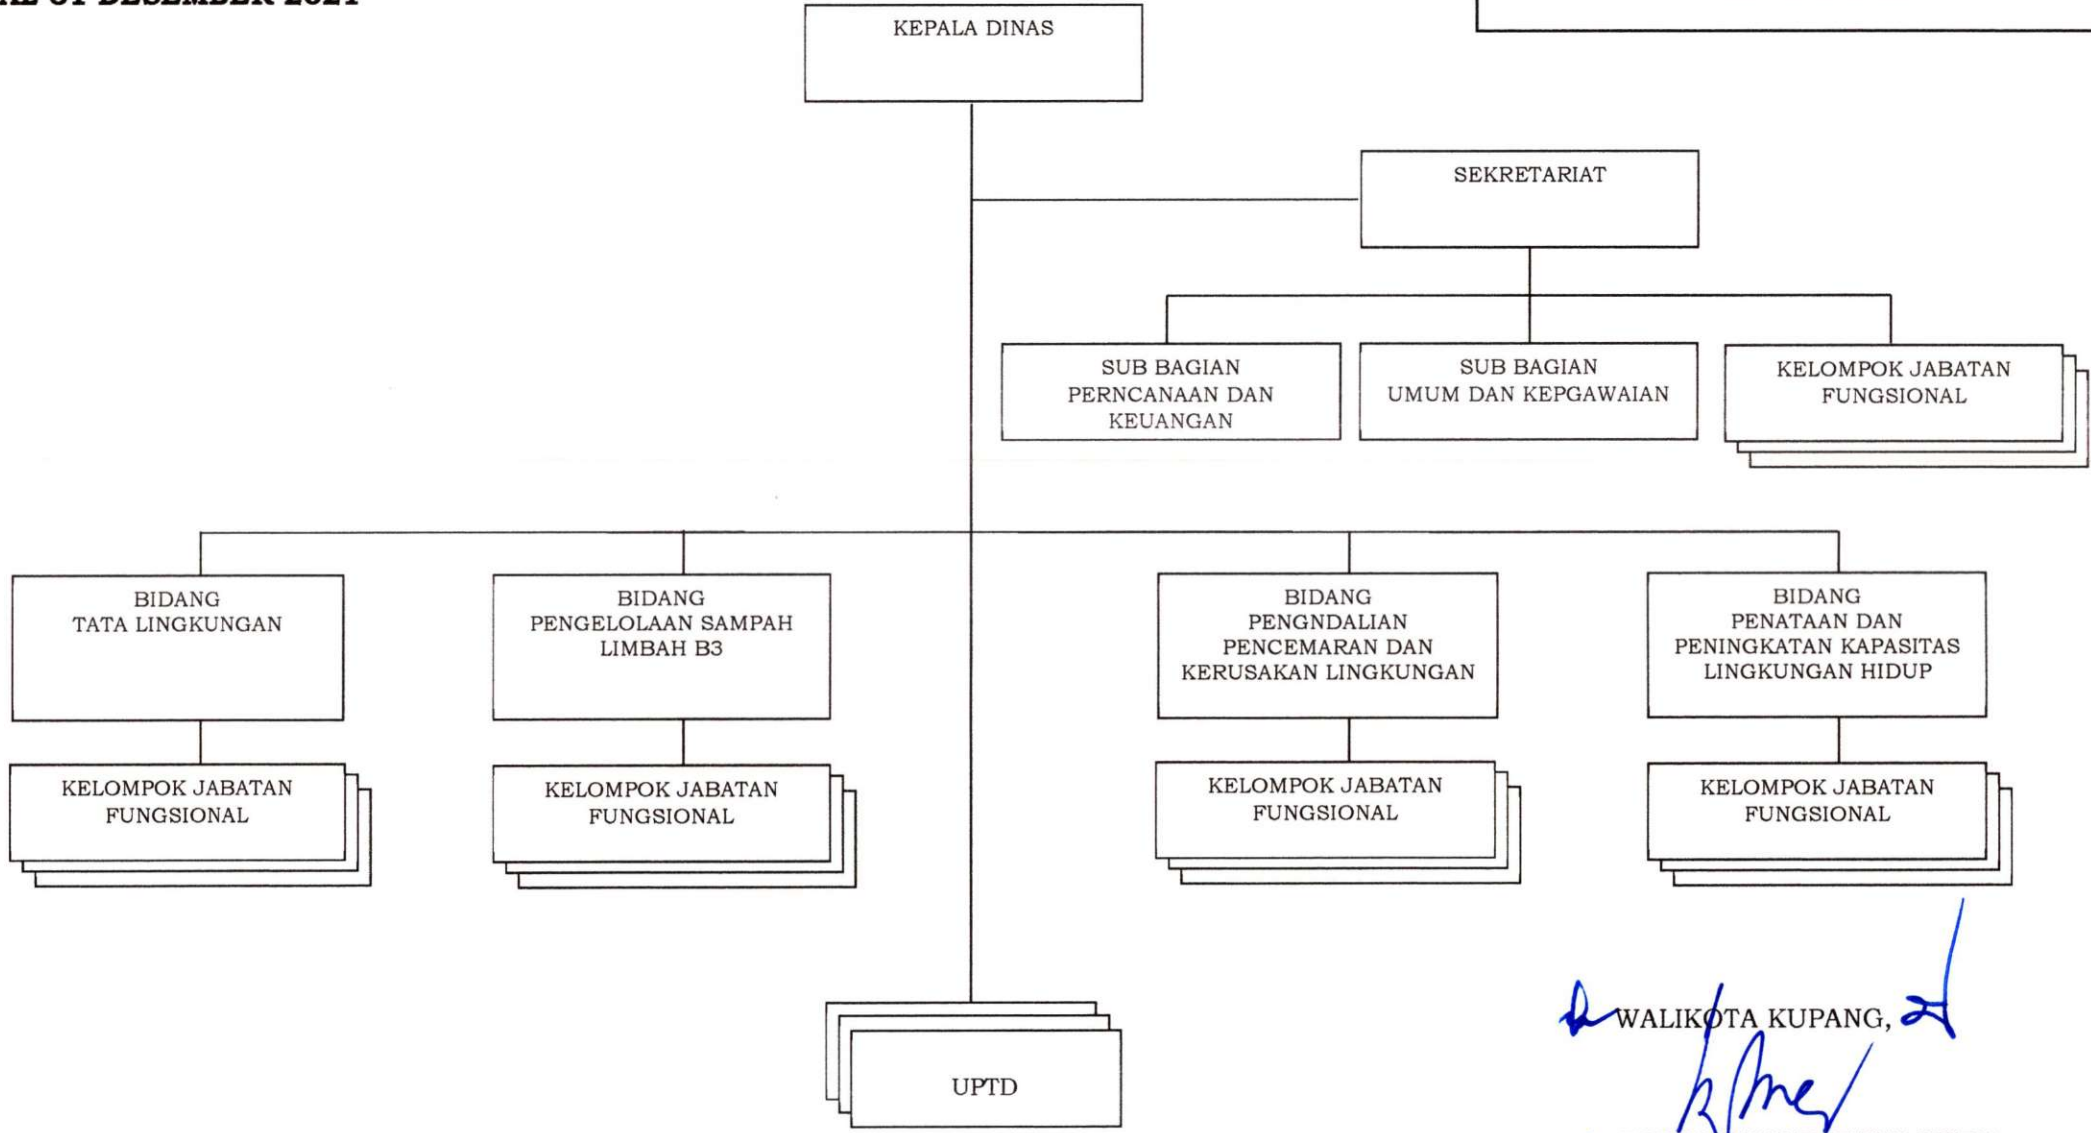 DESEMBER 2021
KEPALA DINAS
SEKRETARIAT
SUB BAGIAN
PERNCANAAN DAN
KEUANGAN
SUB BAGIAN
UMUM DAN KEPGAWAIAN
KELOMPOK JABATAN
FUNGSIONAL
BIDANG
TATA LINGKUNGAN
BIDANG
PENGELOLAAN SAMPAH
LIMBAH B3
BIDANG
PENGNDALIAN
PENCEMARAN DAN
KERUSAKAN LINGKUNGAN
BIDANG
PENATAAN DAN
PENINGKATAN KAPASITAS
LINGKUNGAN HIDUP
KELOMPOK JABATAN
FUNGSIONAL
KELOMPOK JABATAN
FUNGSIONAL
KELOMPOK JABATAN
FUNGSIONAL
KELOMPOK JABATAN
FUNGSIONAL
WALIKOTA KUPANG,
UPTD